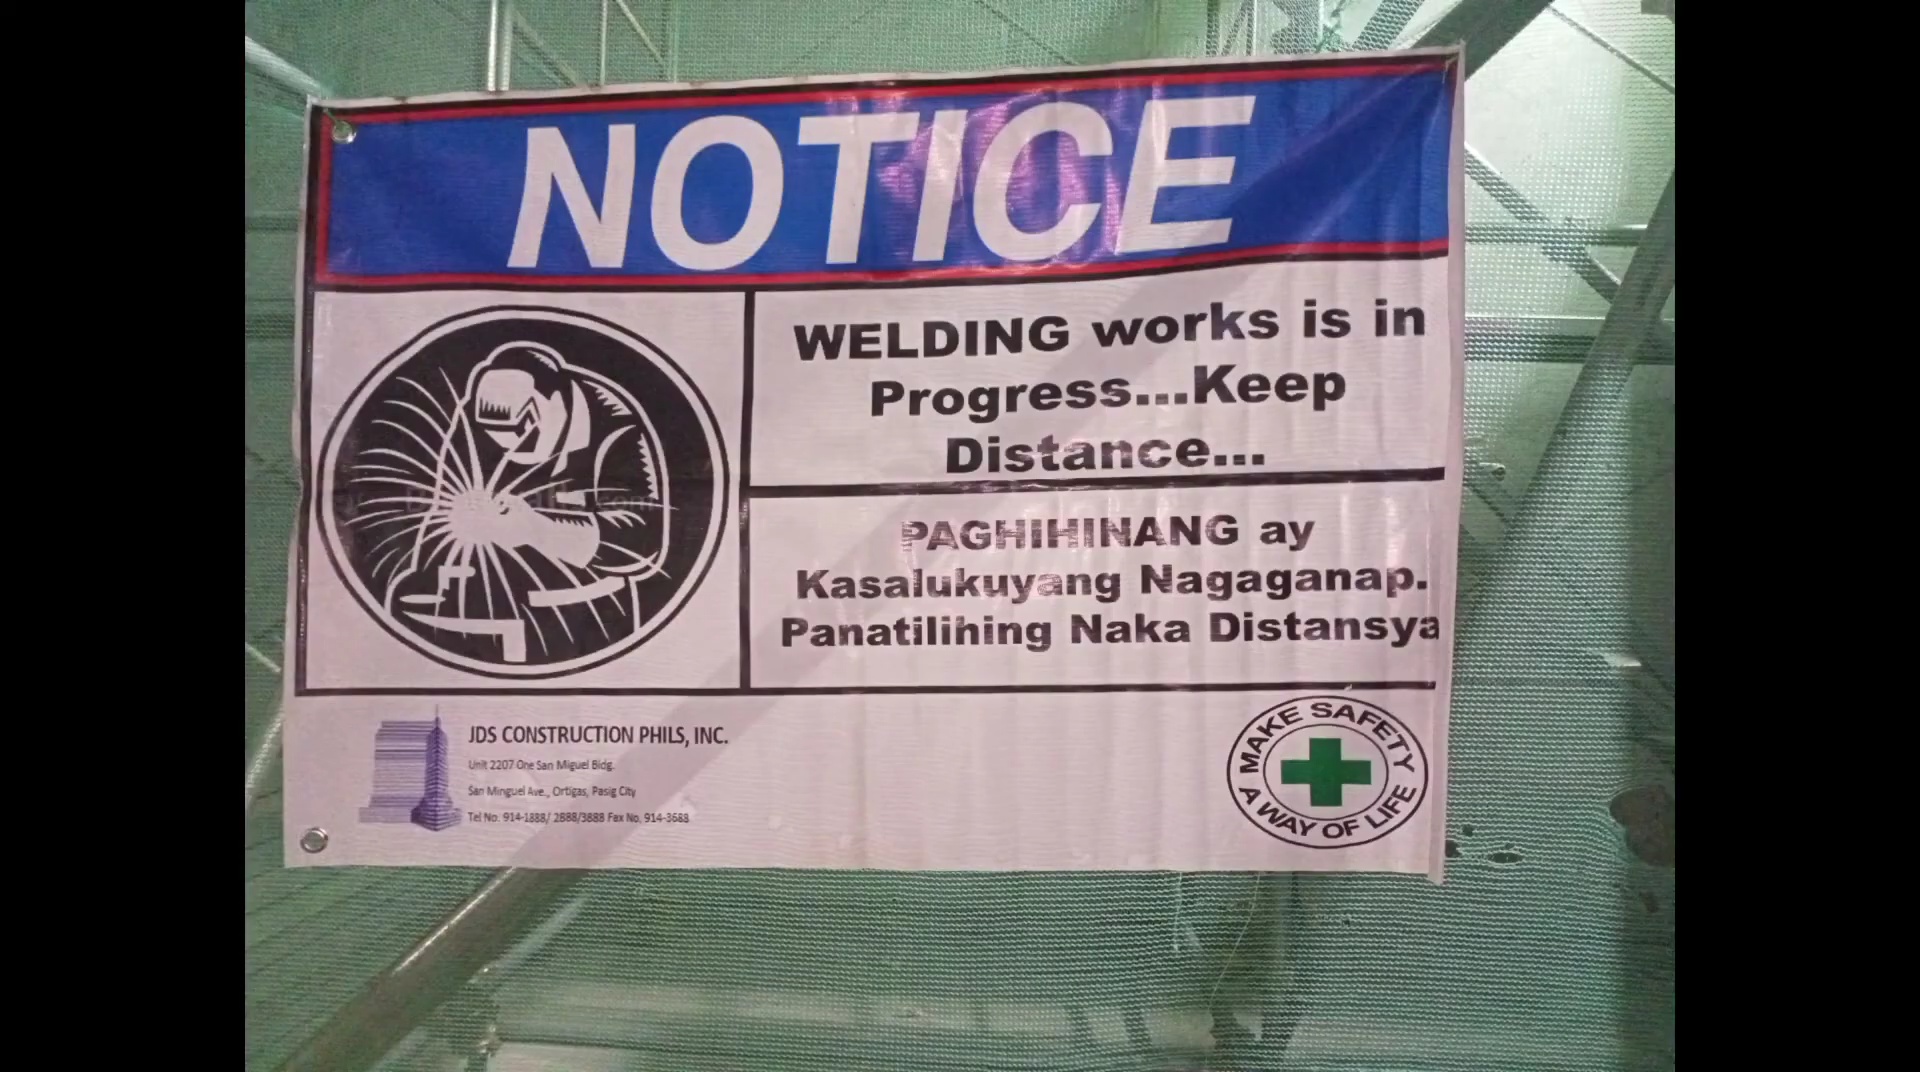 NOTICE
WELDING works is in
Progress...Keep
Distance...
PAGHIHINANG ay
Kasalukuyang Nagaganap.
Panatilihing Naka Distansya
JDS CONSTRUCTION PHILS, INC.
Unit 2207 One San Miguel Bldg.
San Minguel Ave., Ortigas, Pasig City
Tel No. 914-1888/ 2888/3888 Fax No. 914-3688
MAKE SAFETY
A WAY OF LIFE